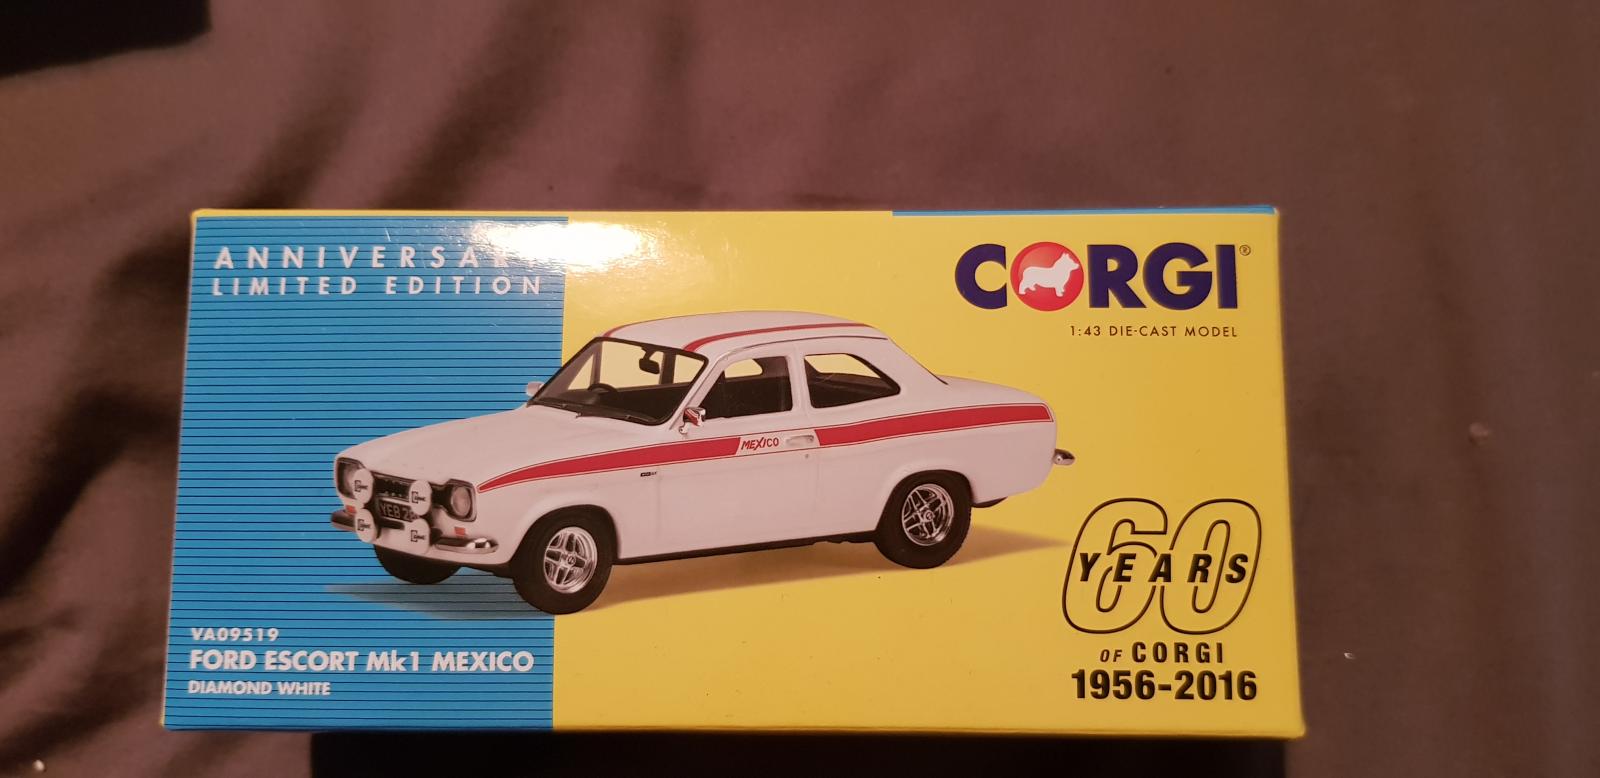 ANNIVERSARY
LIMITED EDITION
CORGI®
1:43 DIE-CAST MODEL
MEXICO
VA09519
FORD ESCORT Mk1 MEXICO
DIAMOND WHITE
60
YEARS
OF CORGI
1956-2016